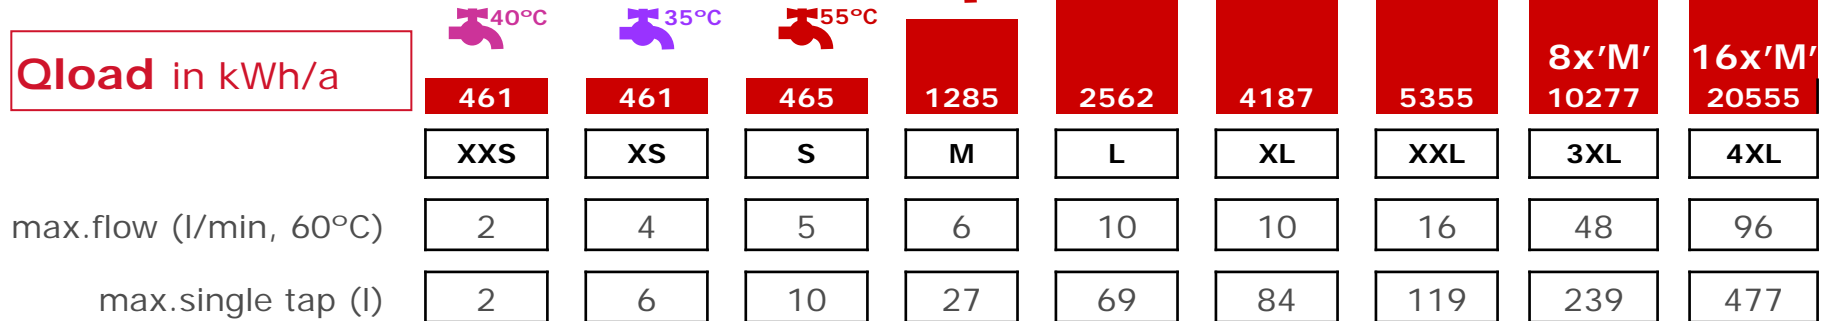 40°C 35°C 55°C
8x’M’ 16x’M’
Qload in kWh/a
461 461 465 1285 2562 4187 5355 10277 20555
XXS XS S M L XL XXL 3XL 4XL
max.flow (l/min, 60°C) 2 4 5 6 10 10 16 48 96
max.single tap (l) 2 6 10 27 69 84 119 239 477